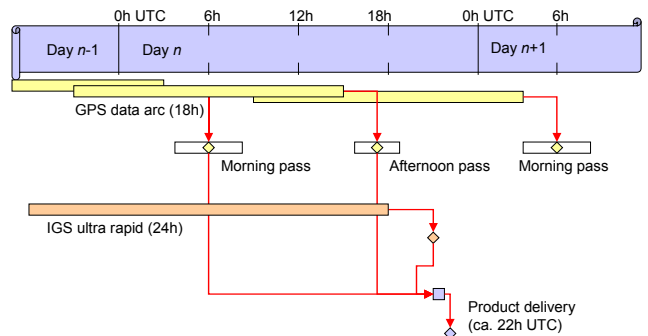 0h UTC 6h 12h 18h 0h UTC 6h
Day n-1 Day n Day n+1
GPS data arc (18h)
Morning pass Afternoon pass Morning pass
IGS ultra rapid (24h)
Product delivery
(ca. 22h UTC)